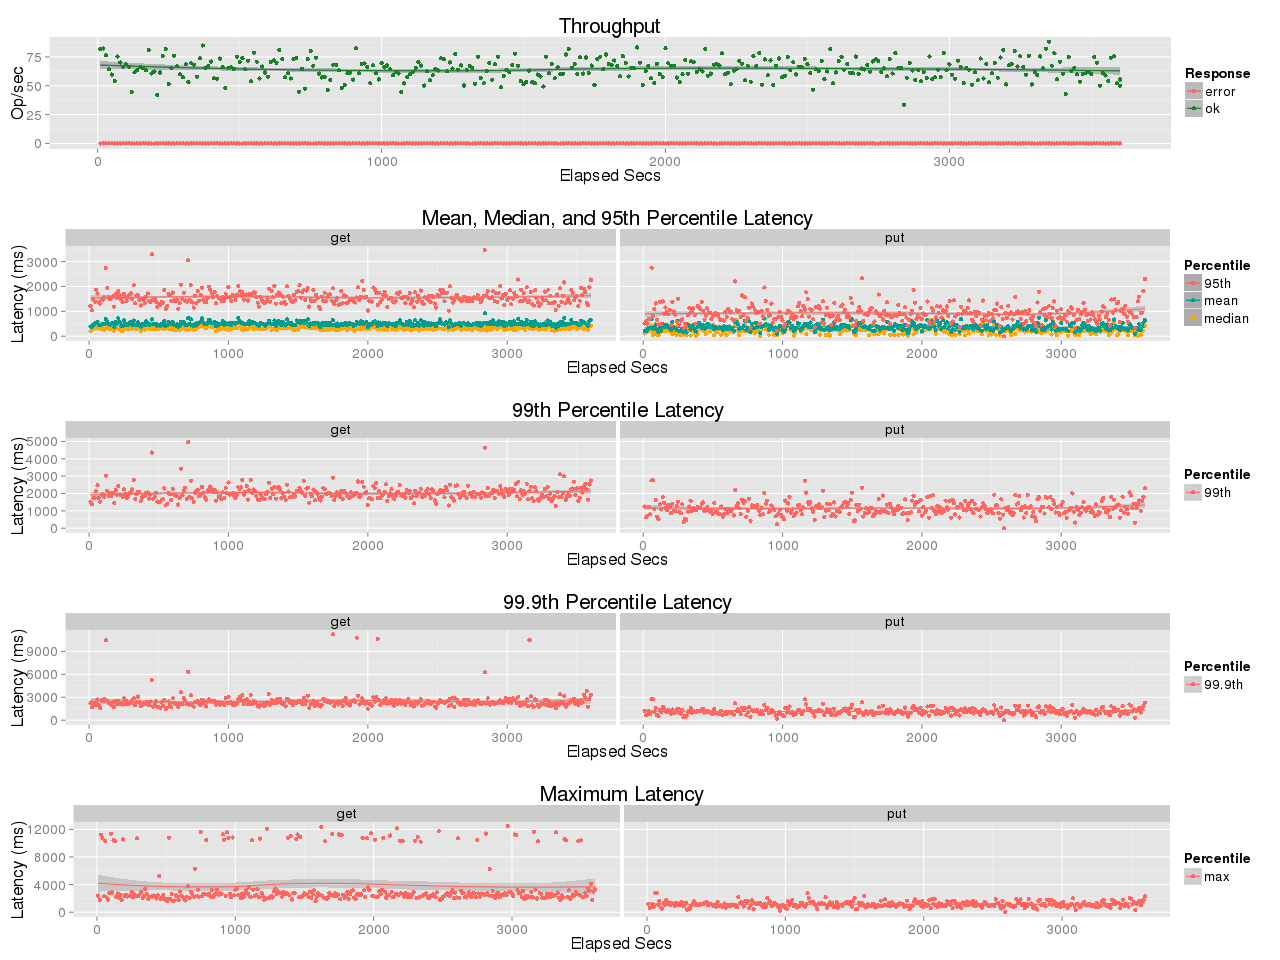 Throughput
Op/sec
75
50
25
0
0 1000 2000 3000
Elapsed Secs
Response
error
ok
Mean, Median, and 95th Percentile Latency
get put
Latency (ms)
3000
2000
1000
0
0 1000 2000 3000 0 1000 2000 3000
Elapsed Secs
Percentile
95th
mean
median
99th Percentile Latency
get put
Latency (ms)
5000
4000
3000
2000
1000
0
0 1000 2000 3000 0 1000 2000 3000
Elapsed Secs
Percentile
99th
99.9th Percentile Latency
get put
Latency (ms)
9000
6000
3000
0
0 1000 2000 3000 0 1000 2000 3000
Elapsed Secs
Percentile
99.9th
Maximum Latency
get put
Latency (ms)
12000
8000
4000
0
0 1000 2000 3000 0 1000 2000 3000
Elapsed Secs
Percentile
max